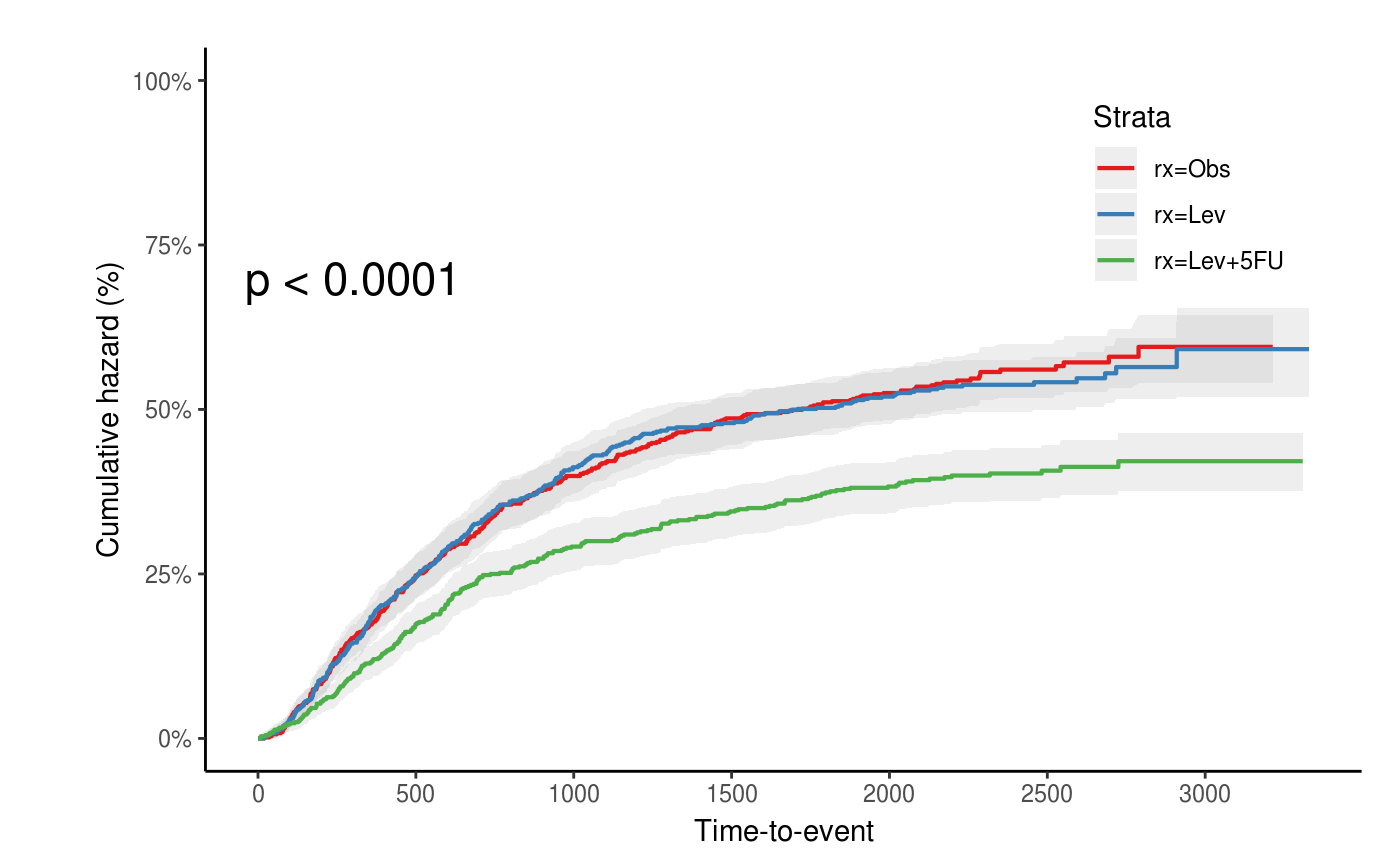 100%
75%
50%
25%
0%
Cumulative hazard (%)
p < 0.0001
Strata
rx=Obs
rx=Lev
rx=Lev+5FU
0 500 1000 1500 2000 2500 3000
Time-to-event